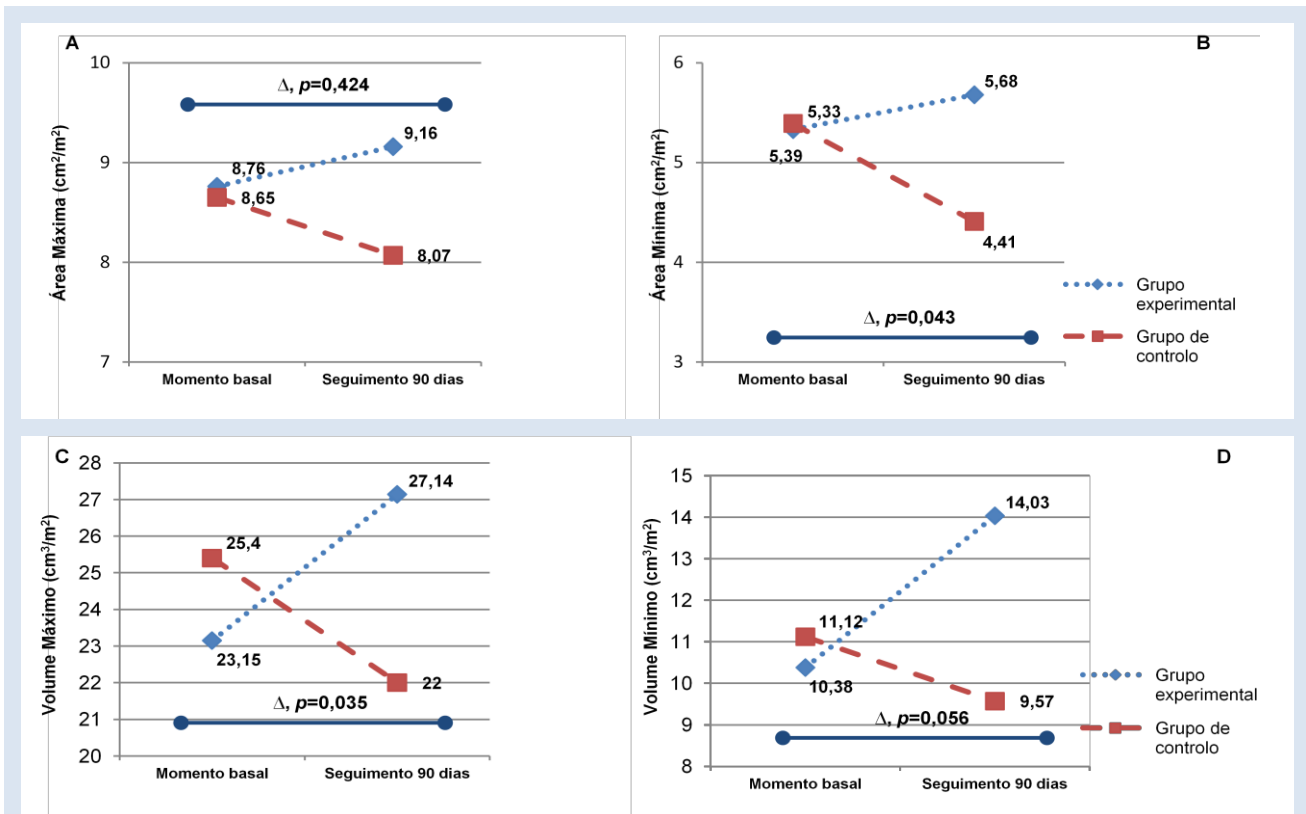 A
Área Máxima (cm²/m²)
10
9
8
7
Δ, p=0,424
8,76
9,16
8,65
8,07
Momento basal
Seguimento 90 dias
B
Área Mínima (cm²/m²)
6
5
4
3
5,33
5,68
5,39
4,41
Δ, p=0,043
Momento basal
Seguimento 90 dias
Grupo
experimental
Grupo de
controlo
C
Volume Máximo (cm³/m²)
28
27
26
25
24
23
22
21
20
27,14
25,4
23,15
22
Δ, p=0,035
Momento basal
Seguimento 90 dias
D
Volume Mínimo (cm³/m²)
15
14
13
12
11
10
9
8
14,03
11,12
10,38
9,57
Δ, p=0,056
Momento basal
Seguimento 90 dias
Grupo
experimental
Grupo de
controlo